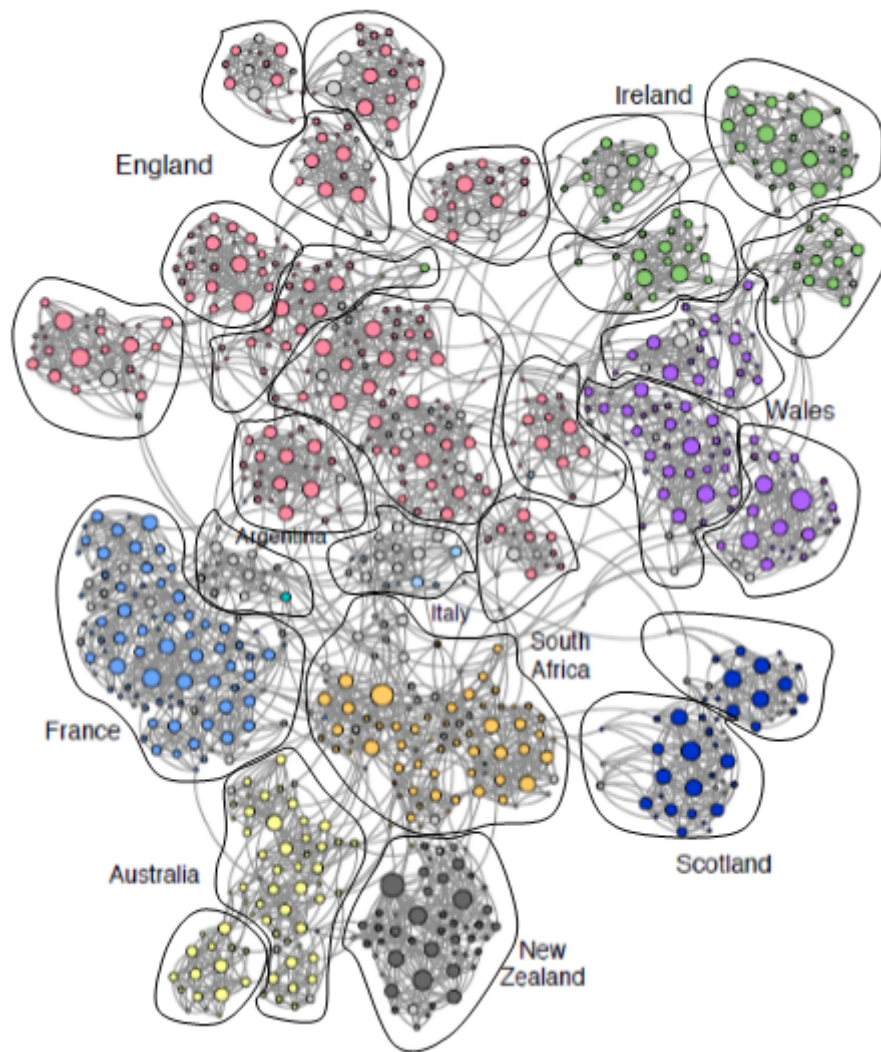 Ireland
England
Wales
Argentina
Italy
South
Africa
France
Scotland
Australia
New
Zealand